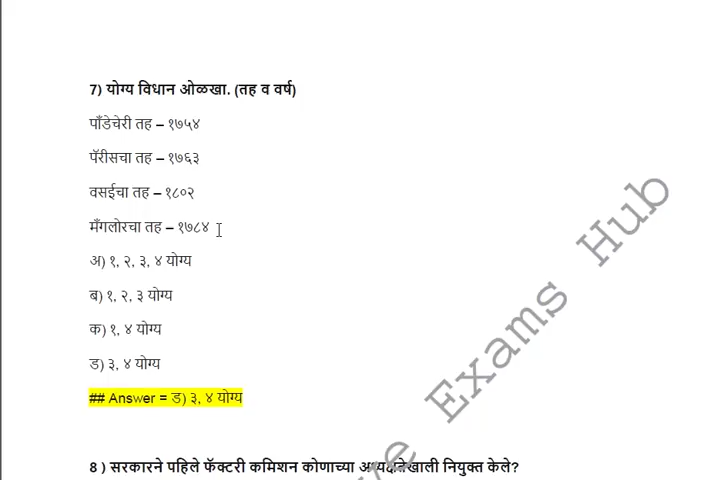 7) योग्य विधान ओळखा. (तह व वर्ष)
पाँडेचेरी तह – १७५४
पॅरीसचा तह – १७६३
वसईचा तह – १८०२
मँगलोरचा तह – १७८४
अ) १, २, ३, ४ योग्य
ब) १, २, ३ योग्य
क) १, ४ योग्य
ड) ३, ४ योग्य
## Answer = ड) ३, ४ योग्य
8 ) सरकारने पहिले फॅक्टरी कमिशन कोणाच्या अध्यक्षतेखाली नियुक्त केले?
ve Exams Hub